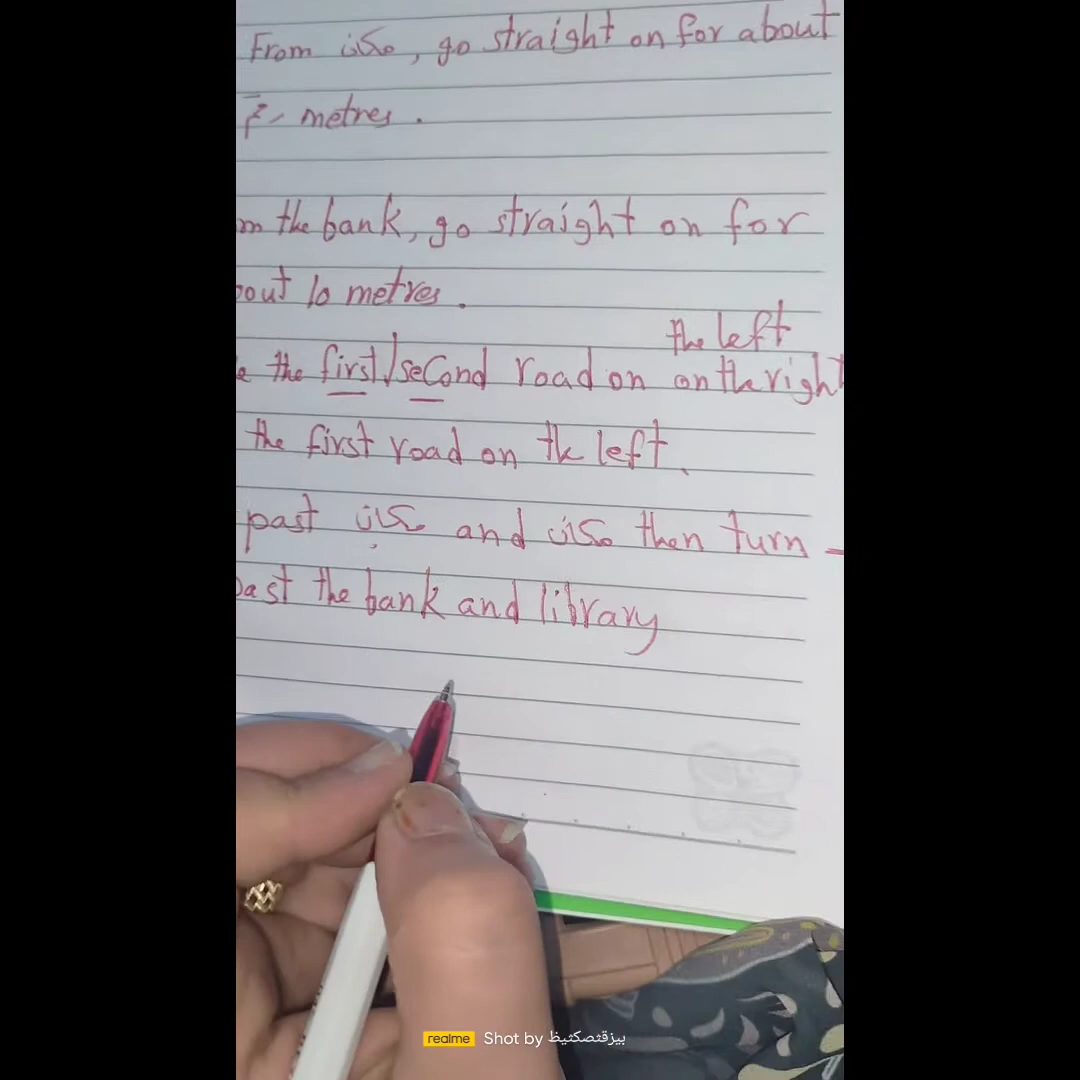 From مكان, go straight on for about
metres.
m the bank, go straight on for
out 10 metres.
the left
e the first/second road on on the right
the first road on the left.
past مكان and مكان then turn -
past the bank and library
realme Shot by بيزقثصكثيظ